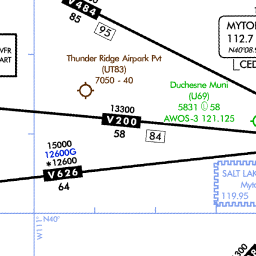 V484
85
95
VFR
ART
MYTO
112.7
N40°08.9
CED
Thunder Ridge Airpark Pvt
(UT83)
7050 - 40
Duchesne Muni
(U69)
5831 58
AWOS-3 121.125
13300
V200
58
84
15000
12600G
*12600
V626
64
SALT LAK
Myt
119.95
W111° N40°